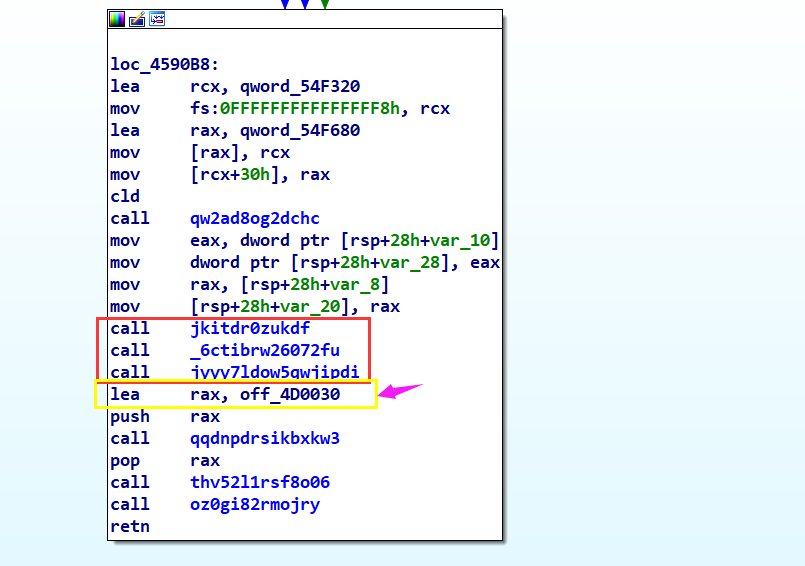 loc_4590B8:
lea rcx, qword_54F320
mov fs:0FFFFFFFFFFFFFFF8h, rcx
lea rax, qword_54F680
mov [rax], rcx
mov [rcx+30h], rax
cld
call qw2ad8og2dchc
mov eax, dword ptr [rsp+28h+var_10]
mov dword ptr [rsp+28h+var_28], eax
mov rax, [rsp+28h+var_8]
mov [rsp+28h+var_20], rax
call jkitdr0zukdf
call _6ctibrw26072fu
call
lea rax, off_4D0030
push rax
call qqdnpdrsikbxkw3
pop rax
call thv52l1rsf8o06
call oz0gi82rmojry
retn